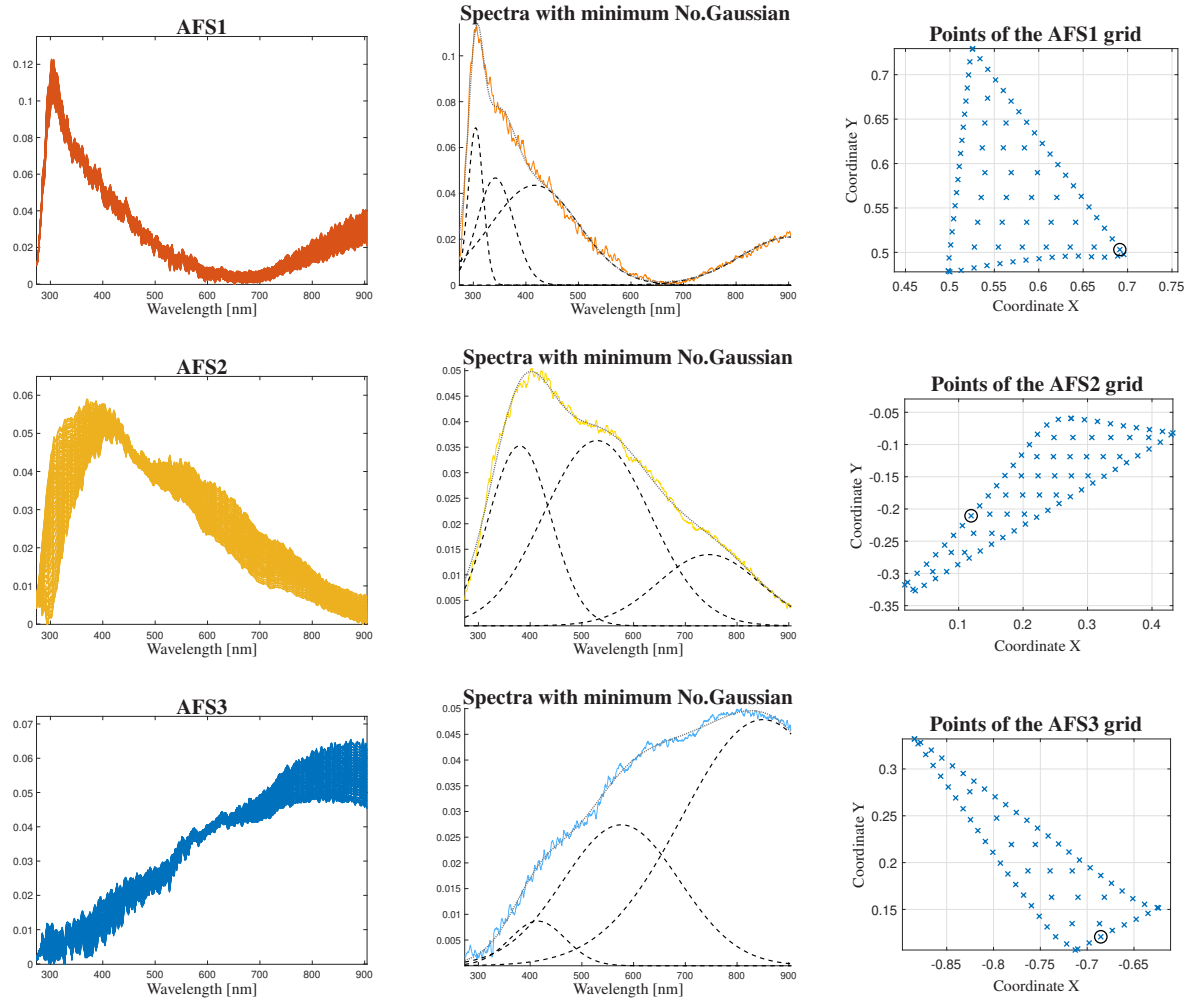 AFS1
0.12
0.1
0.08
0.06
0.04
0.02
0
300 400 500 600 700 800 900
Wavelength [nm]
Spectra with minimum No.Gaussian
0.1
0.08
0.06
0.04
0.02
0
300 400 500 600 700 800 900
Wavelength [nm]
Points of the AFS1 grid
Coordinate Y
0.7
0.65
0.6
0.55
0.5
0.45 0.5 0.55 0.6 0.65 0.7 0.75
Coordinate X
AFS2
0.06
0.05
0.04
0.03
0.02
0.01
0
300 400 500 600 700 800 900
Wavelength [nm]
Spectra with minimum No.Gaussian
0.05
0.045
0.04
0.035
0.03
0.025
0.02
0.015
0.01
0.005
300 400 500 600 700 800 900
Wavelength [nm]
Points of the AFS2 grid
Coordinate Y
-0.05
-0.1
-0.15
-0.2
-0.25
-0.3
-0.35
0.1 0.2 0.3 0.4
Coordinate X
AFS3
0.07
0.06
0.05
0.04
0.03
0.02
0.01
0
300 400 500 600 700 800 900
Wavelength [nm]
Spectra with minimum No.Gaussian
0.05
0.045
0.04
0.035
0.03
0.025
0.02
0.015
0.01
0.005
300 400 500 600 700 800 900
Wavelength [nm]
Points of the AFS3 grid
Coordinate Y
0.3
0.25
0.2
0.15
-0.85 -0.8 -0.75 -0.7 -0.65
Coordinate X